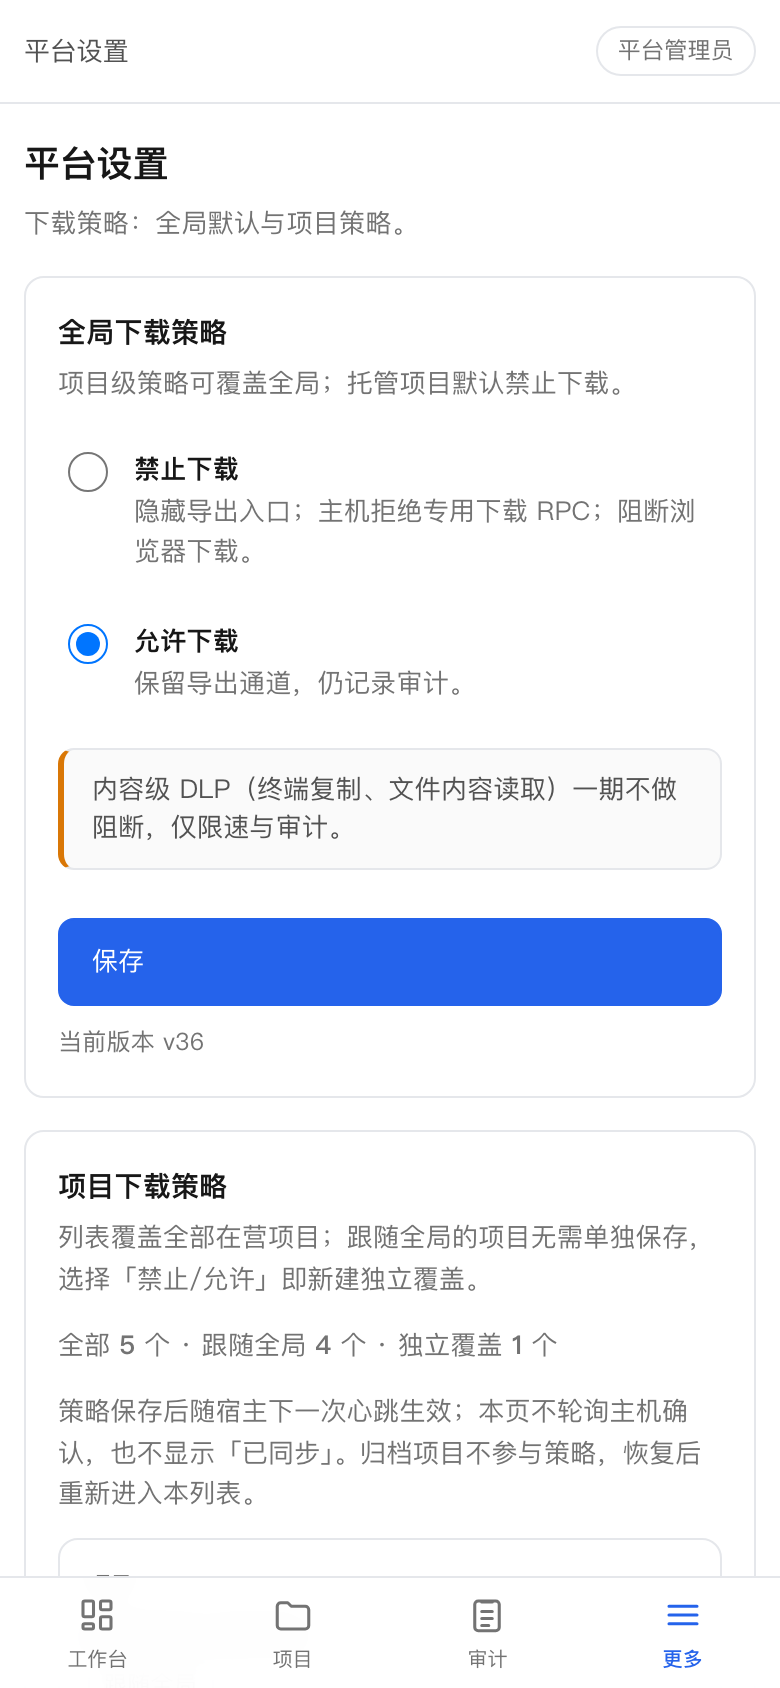 平台设置
平台管理员
平台设置
下载策略：全局默认与项目策略。
全局下载策略
项目级策略可覆盖全局；托管项目默认禁止下载。
禁止下载
隐藏导出入口；主机拒绝专用下载 RPC；阻断浏
览器下载。
允许下载
保留导出通道，仍记录审计。
内容级 DLP（终端复制、文件内容读取）一期不做
阻断，仅限速与审计。
保存
当前版本 v36
项目下载策略
列表覆盖全部在营项目；跟随全局的项目无需单独保存，
选择「禁止/允许」即新建独立覆盖。
全部 5 个 · 跟随全局 4 个 · 独立覆盖 1 个
策略保存后随宿主下一次心跳生效；本页不轮询主机确
认，也不显示「已同步」。归档项目不参与策略，恢复后
重新进入本列表。
工作台
项目
审计
更多